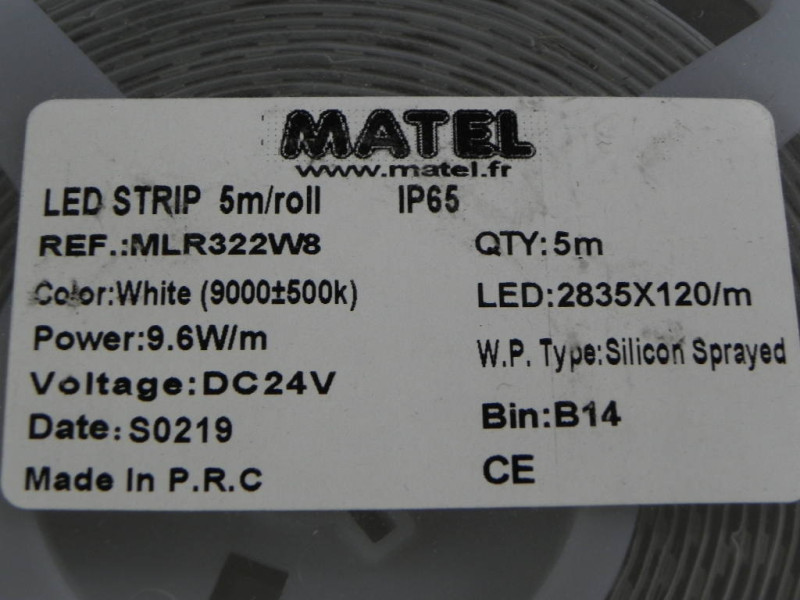 MATEL
www.matel.fr
LED STRIP 5m/roll IP65
REF.:MLR322W8 QTY:5m
Color:White (9000±500k) LED:2835X120/m
Power:9.6W/m W.P. Type:Silicon Sprayed
Voltage:DC24V
Date:S0219 Bin:B14
Made In P.R.C CE